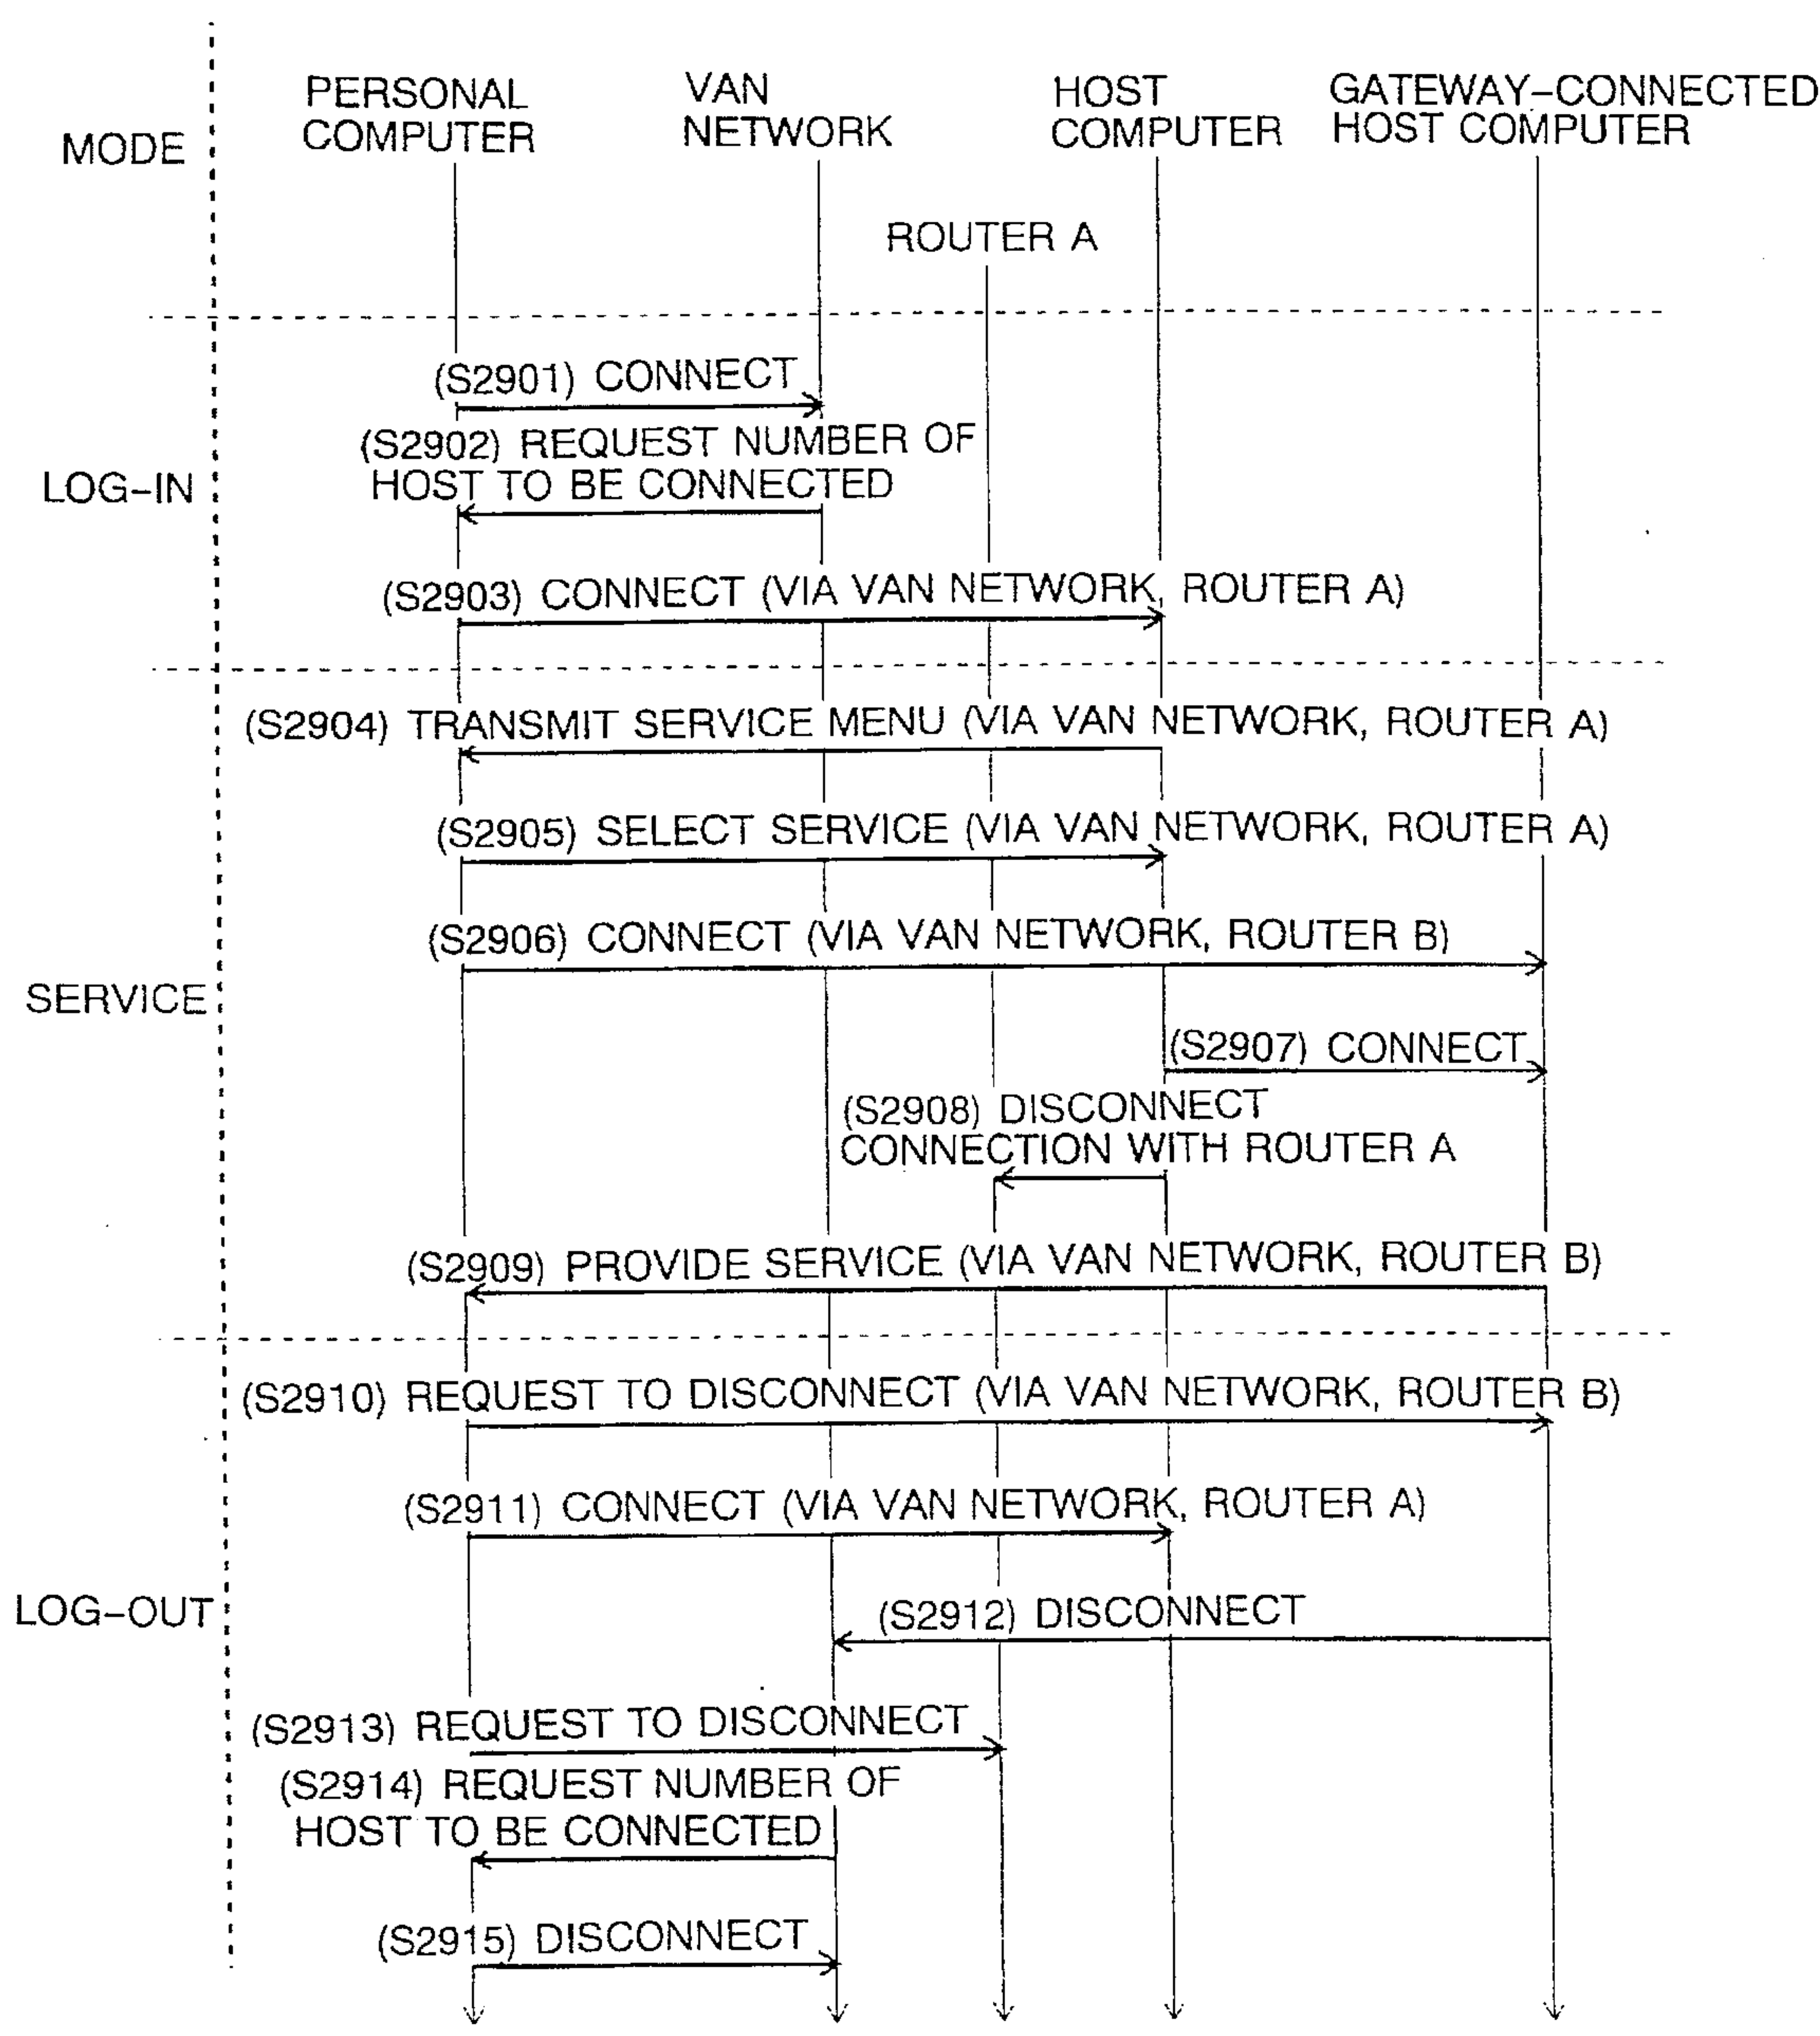 PERSONAL COMPUTER
VAN NETWORK
HOST COMPUTER
GATEWAY–CONNECTED HOST COMPUTER
MODE
ROUTER A
(S2901) CONNECT
(S2902) REQUEST NUMBER OF
HOST TO BE CONNECTED
LOG–IN
(S2903) CONNECT (VIA VAN NETWORK, ROUTER A)
(S2904) TRANSMIT SERVICE MENU (VIA VAN NETWORK, ROUTER A)
(S2905) SELECT SERVICE (VIA VAN NETWORK, ROUTER A)
(S2906) CONNECT (VIA VAN NETWORK, ROUTER B)
SERVICE
(S2907) CONNECT
(S2908) DISCONNECT
CONNECTION WITH ROUTER A
(S2909) PROVIDE SERVICE (VIA VAN NETWORK, ROUTER B)
(S2910) REQUEST TO DISCONNECT (VIA VAN NETWORK, ROUTER B)
(S2911) CONNECT (VIA VAN NETWORK, ROUTER A)
LOG–OUT
(S2912) DISCONNECT
(S2913) REQUEST TO DISCONNECT
(S2914) REQUEST NUMBER OF
HOST TO BE CONNECTED
(S2915) DISCONNECT